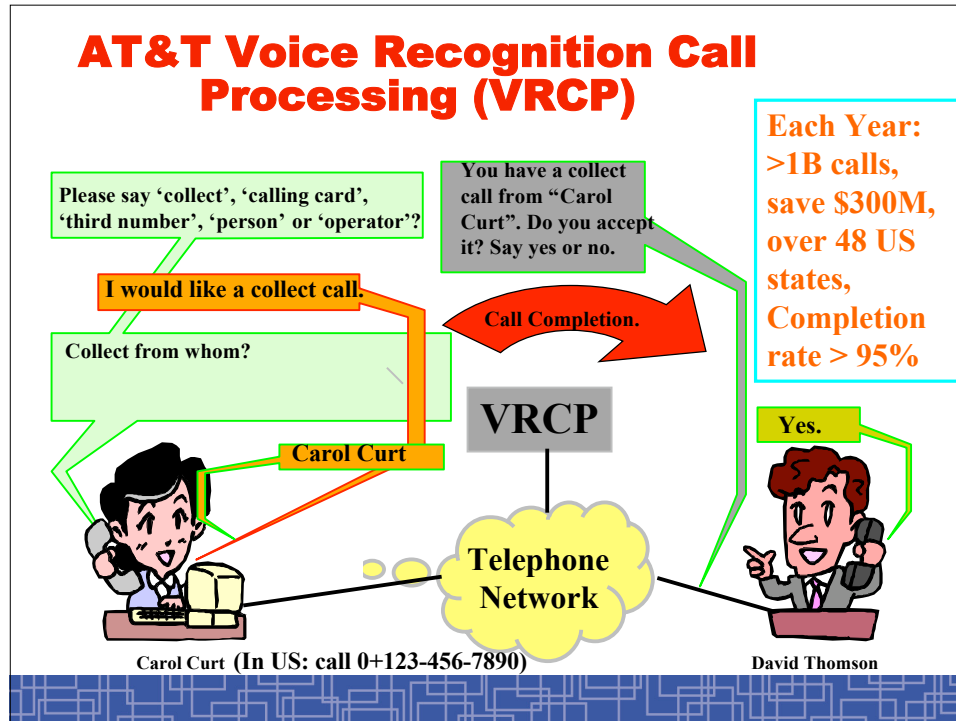 AT&T Voice Recognition Call
Processing (VRCP)
Please say ‘collect’, ‘calling card’,
‘third number’, ‘person’ or ‘operator’?
I would like a collect call.
Collect from whom?
Carol Curt
You have a collect
call from “Carol
Curt”. Do you accept
it? Say yes or no.
Call Completion.
VRCP
Each Year:
>1B calls,
save $300M,
over 48 US
states,
Completion
rate > 95%
Yes.
Telephone
Network
Carol Curt (In US: call 0+123-456-7890)
David Thomson